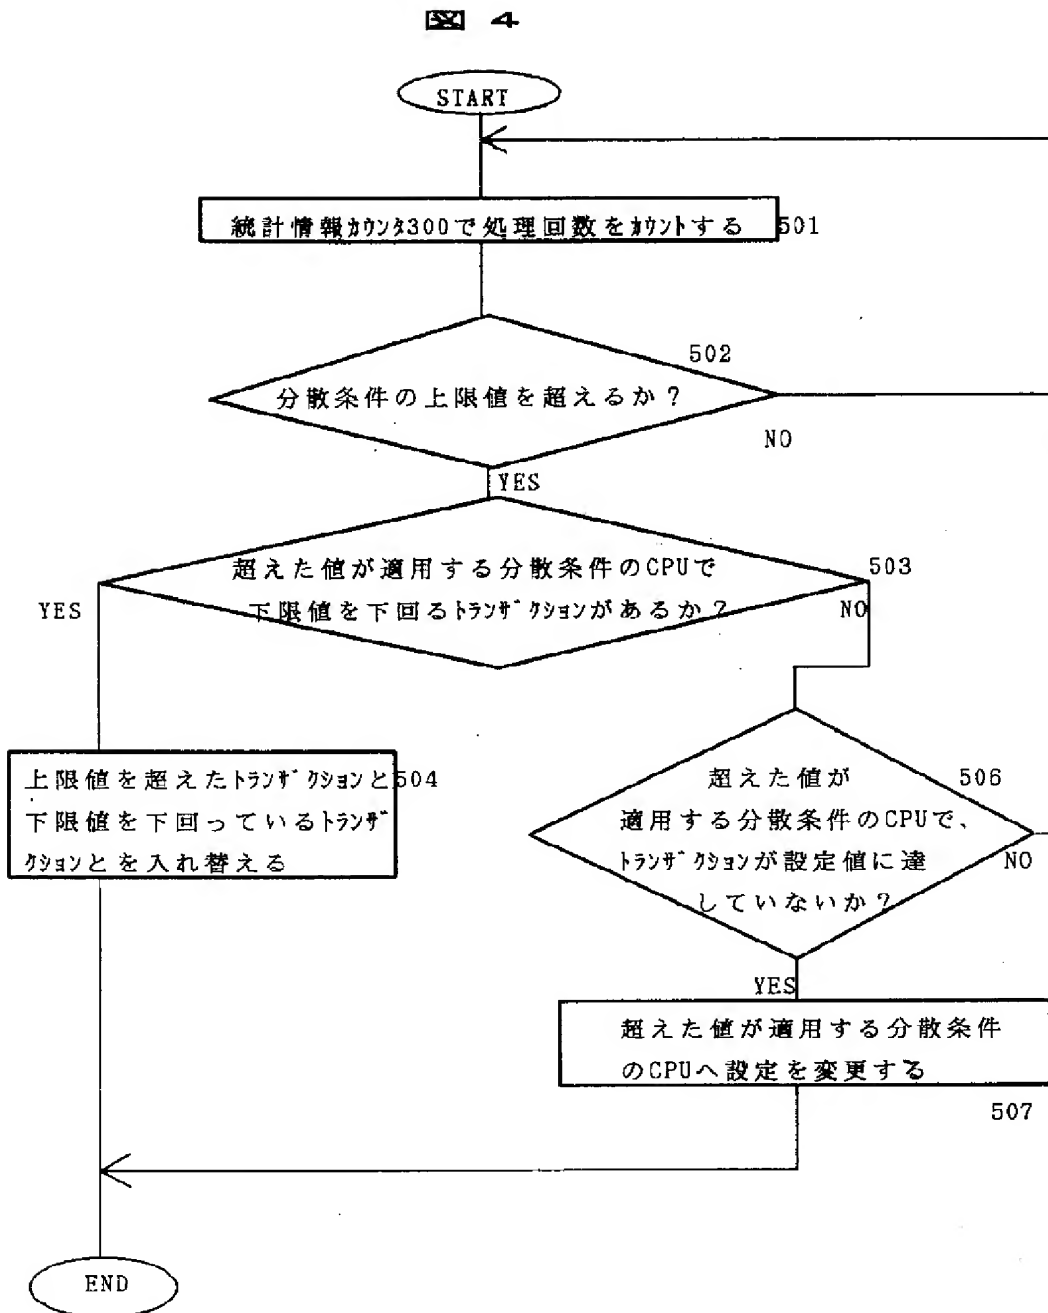 図 4
START
統計情報ｶｳﾝﾀ300で処理回数をｶｳﾝﾄする
501
502
分散条件の上限値を超えるか？
NO
YES
超えた値が適用する分散条件のCPUで
下限値を下回るﾄﾗﾝｻﾞｸｼｮﾝがあるか？
503
YES
NO
上限値を超えたﾄﾗﾝｻﾞｸｼｮﾝと
下限値を下回っているﾄﾗﾝｻﾞ
ｸｼｮﾝとを入れ替える
504
超えた値が
適用する分散条件のCPUで、
ﾄﾗﾝｻﾞｸｼｮﾝが設定値に達
していないか？
506
NO
YES
超えた値が適用する分散条件
のCPUへ設定を変更する
507
END